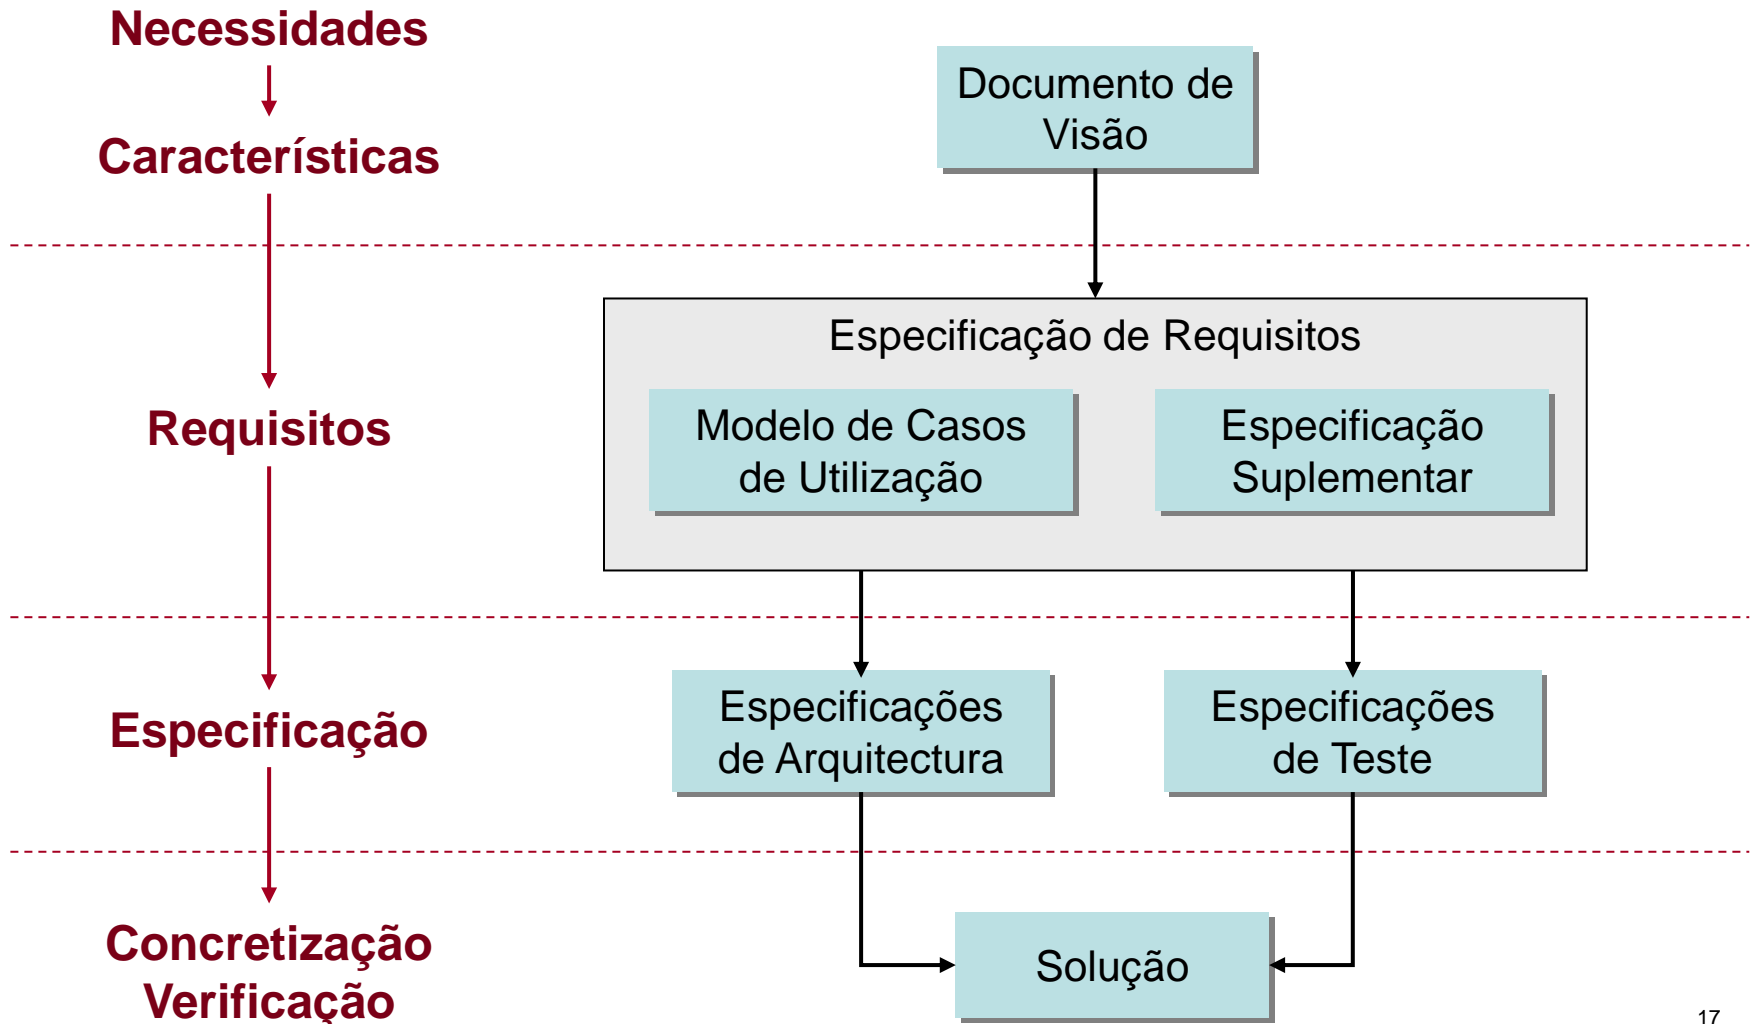 Necessidades
Documento de
Visão
Características
Especificação de Requisitos
Requisitos
Modelo de Casos
de Utilização
Especificação
Suplementar
Especificação
Especificações
de Arquitectura
Especificações
de Teste
Concretização
Verificação
Solução
17